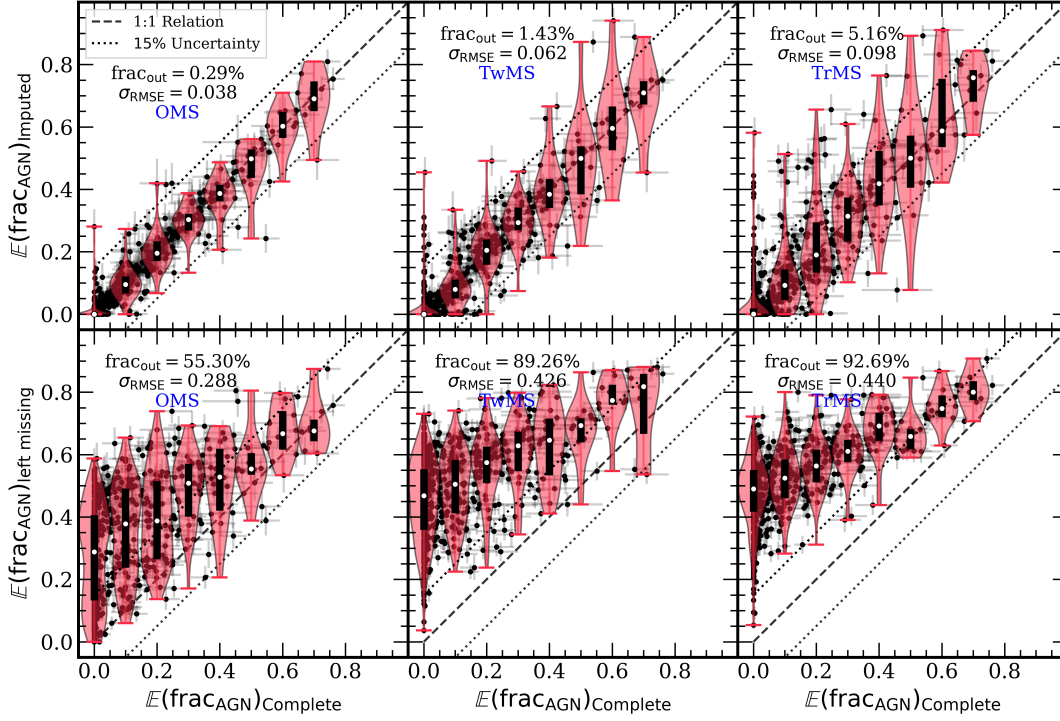 1:1 Relation
15% Uncertainty
frac_out = 0.29%
σ_RMSE = 0.038
OMS
frac_out = 1.43%
σ_RMSE = 0.062
TwMS
frac_out = 5.16%
σ_RMSE = 0.098
TrMS
0.8
0.6
0.4
0.2
0.0
𝔼(frac_AGN)_Imputed
frac_out = 55.30%
σ_RMSE = 0.288
OMS
frac_out = 89.26%
σ_RMSE = 0.426
TwMS
frac_out = 92.69%
σ_RMSE = 0.440
TrMS
0.8
0.6
0.4
0.2
0.0
𝔼(frac_AGN)_left missing
0.0 0.2 0.4 0.6 0.8
0.0 0.2 0.4 0.6 0.8
0.0 0.2 0.4 0.6 0.8
𝔼(frac_AGN)_Complete
𝔼(frac_AGN)_Complete
𝔼(frac_AGN)_Complete